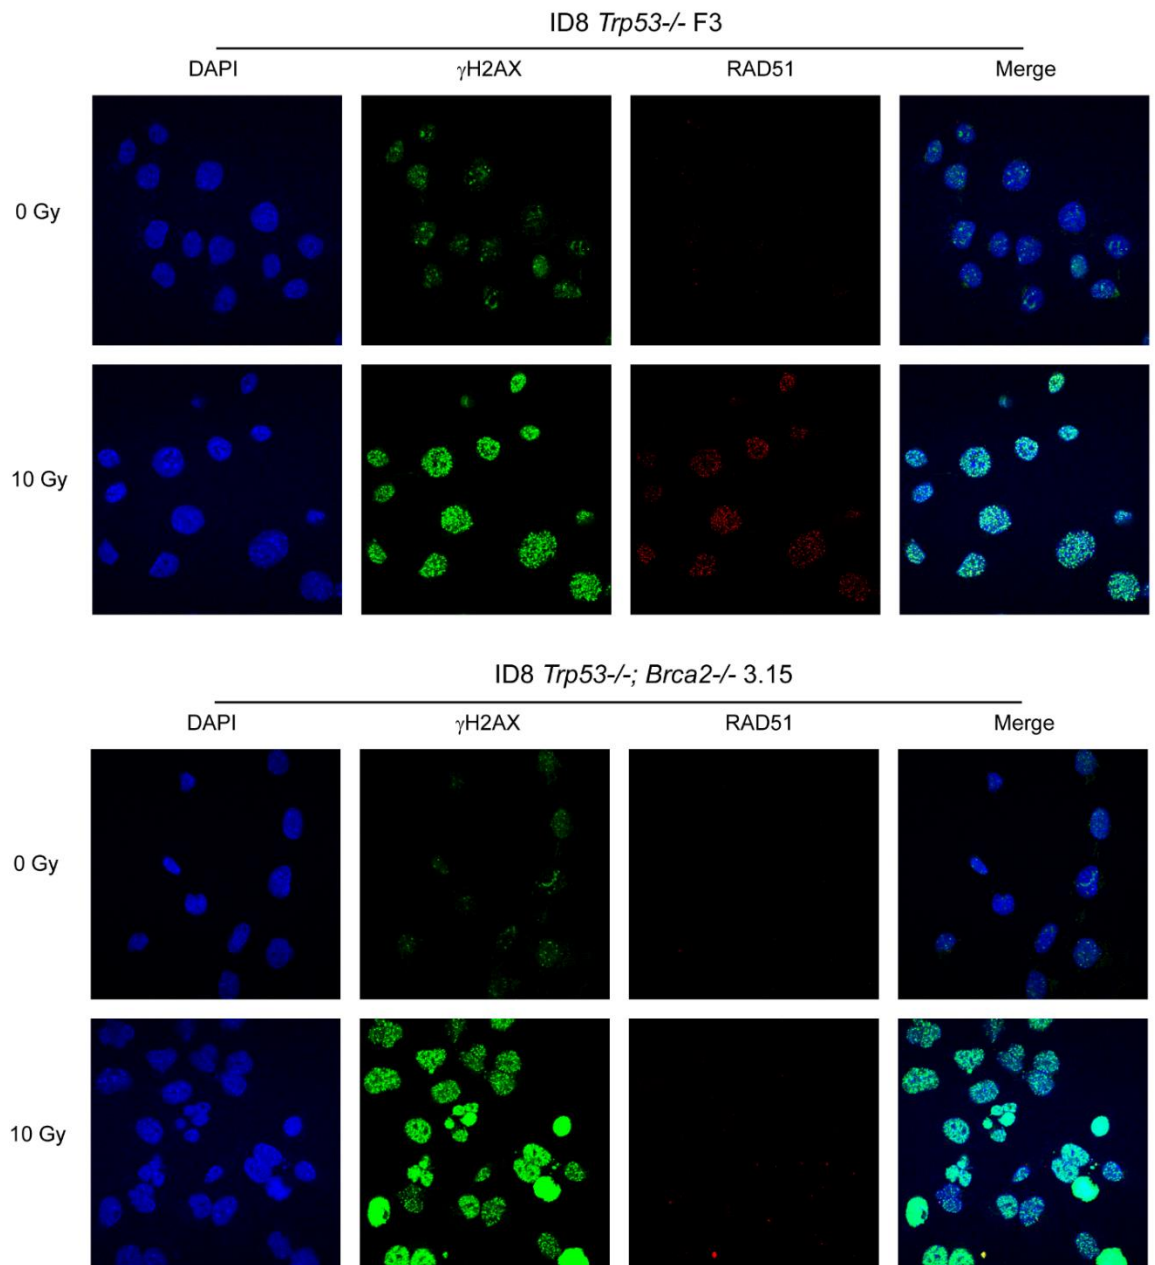 ID8 Trp53-/- F3
DAPI γH2AX RAD51 Merge
0 Gy
10 Gy
ID8 Trp53-/-; Brca2-/- 3.15
DAPI γH2AX RAD51 Merge
0 Gy
10 Gy